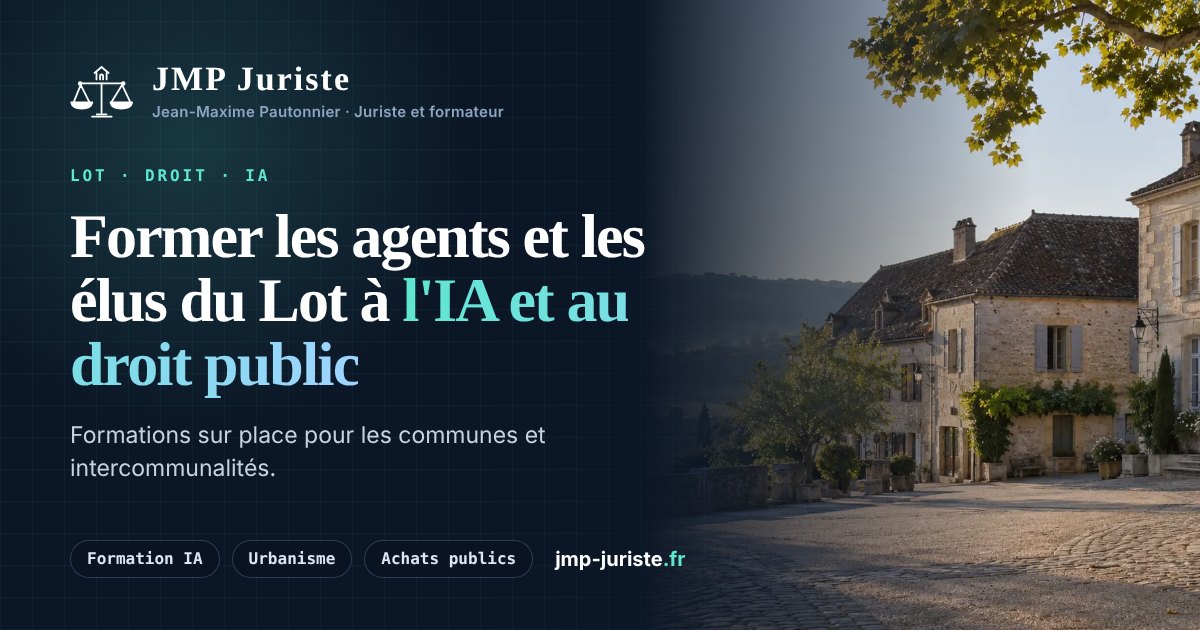 JMP Juriste
Jean-Maxime Pautonnier · Juriste et formateur
LOT · DROIT · IA
Former les agents et les
élus du Lot à l'IA et au
droit public
Formations sur place pour les communes et
intercommunalités.
Formation IA
Urbanisme
Achats publics
jmp-juriste.fr